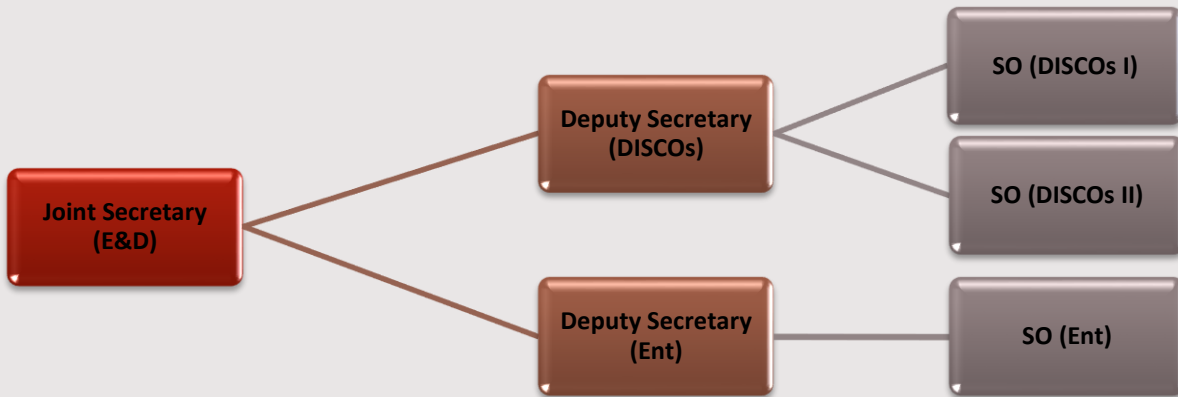 Joint Secretary
(E&D)
Deputy Secretary
(DISCOs)
SO (DISCOs I)
SO (DISCOs II)
Deputy Secretary
(Ent)
SO (Ent)